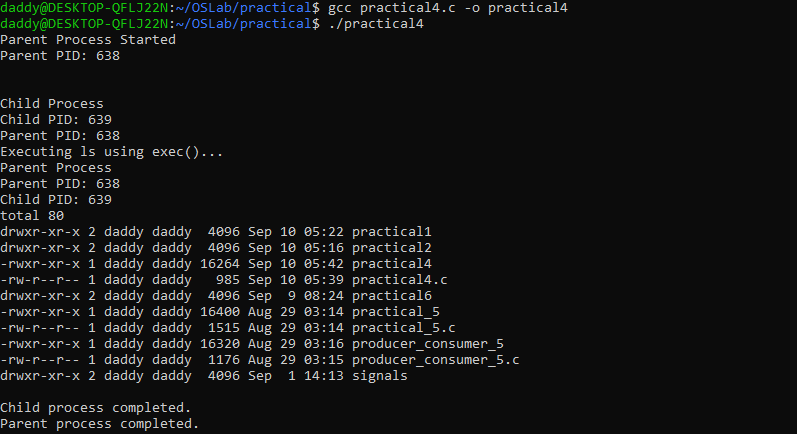 daddy@DESKTOP-QFLJ22N:~/OSLab/practical$ gcc practical4.c -o practical4
daddy@DESKTOP-QFLJ22N:~/OSLab/practical$ ./practical4
Parent Process Started
Parent PID: 638
Child Process
Child PID: 639
Parent PID: 638
Executing ls using exec()...
Parent Process
Parent PID: 638
Child PID: 639
total 80
drwxr-xr-x 2 daddy daddy  4096 Sep 10 05:22 practical1
drwxr-xr-x 2 daddy daddy  4096 Sep 10 05:16 practical2
-rwxr-xr-x 1 daddy daddy 16264 Sep 10 05:42 practical4
-rw-r--r-- 1 daddy daddy   985 Sep 10 05:39 practical4.c
drwxr-xr-x 2 daddy daddy  4096 Sep  9 08:24 practical6
-rwxr-xr-x 1 daddy daddy 16400 Aug 29 03:14 practical_5
-rw-r--r-- 1 daddy daddy  1515 Aug 29 03:14 practical_5.c
-rwxr-xr-x 1 daddy daddy 16320 Aug 29 03:16 producer_consumer_5
-rw-r--r-- 1 daddy daddy  1176 Aug 29 03:15 producer_consumer_5.c
drwxr-xr-x 2 daddy daddy  4096 Sep  1 14:13 signals
Child process completed.
Parent process completed.